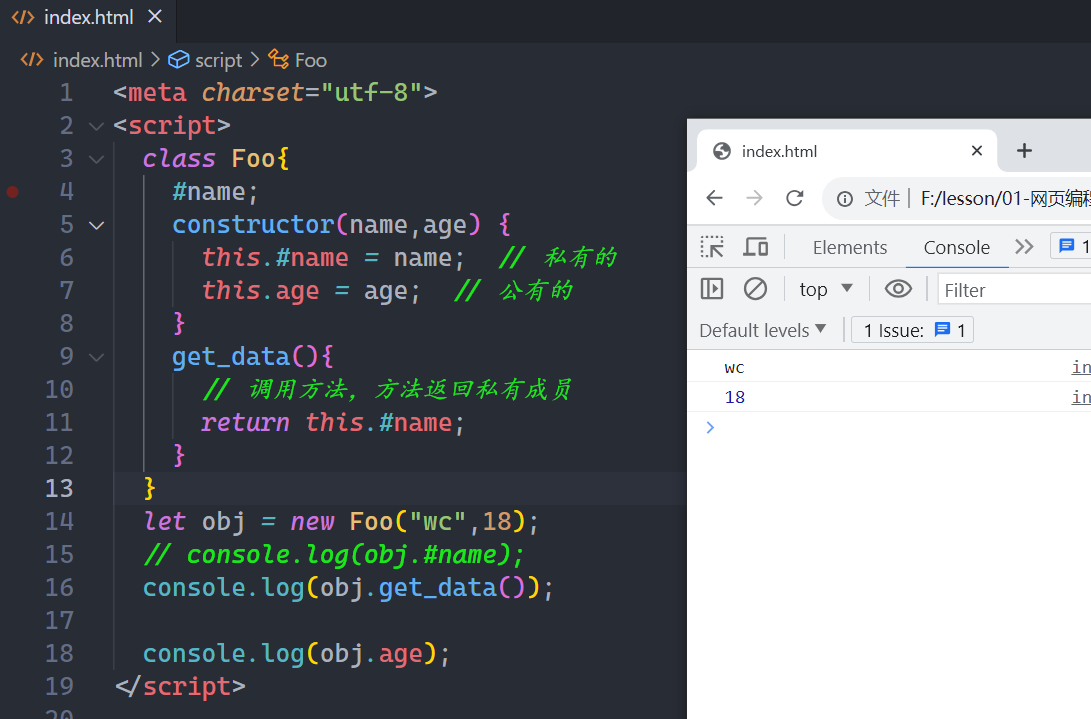 index.html
index.html > script > Foo
1 <meta charset="utf-8">
2 <script>
3 class Foo{
4 #name;
5 constructor(name,age) {
6 this.#name = name; // 私有的
7 this.age = age; // 公有的
8 }
9 get_data(){
10 // 调用方法，方法返回私有成员
11 return this.#name;
12 }
13 }
14 let obj = new Foo("wc",18);
15 // console.log(obj.#name);
16 console.log(obj.get_data());
17
18 console.log(obj.age);
19 </script>
20
index.html
文件 | F:/lesson/01-网页编程
Elements Console 1
top Filter
Default levels 1 Issue: 1
wc in
18 in